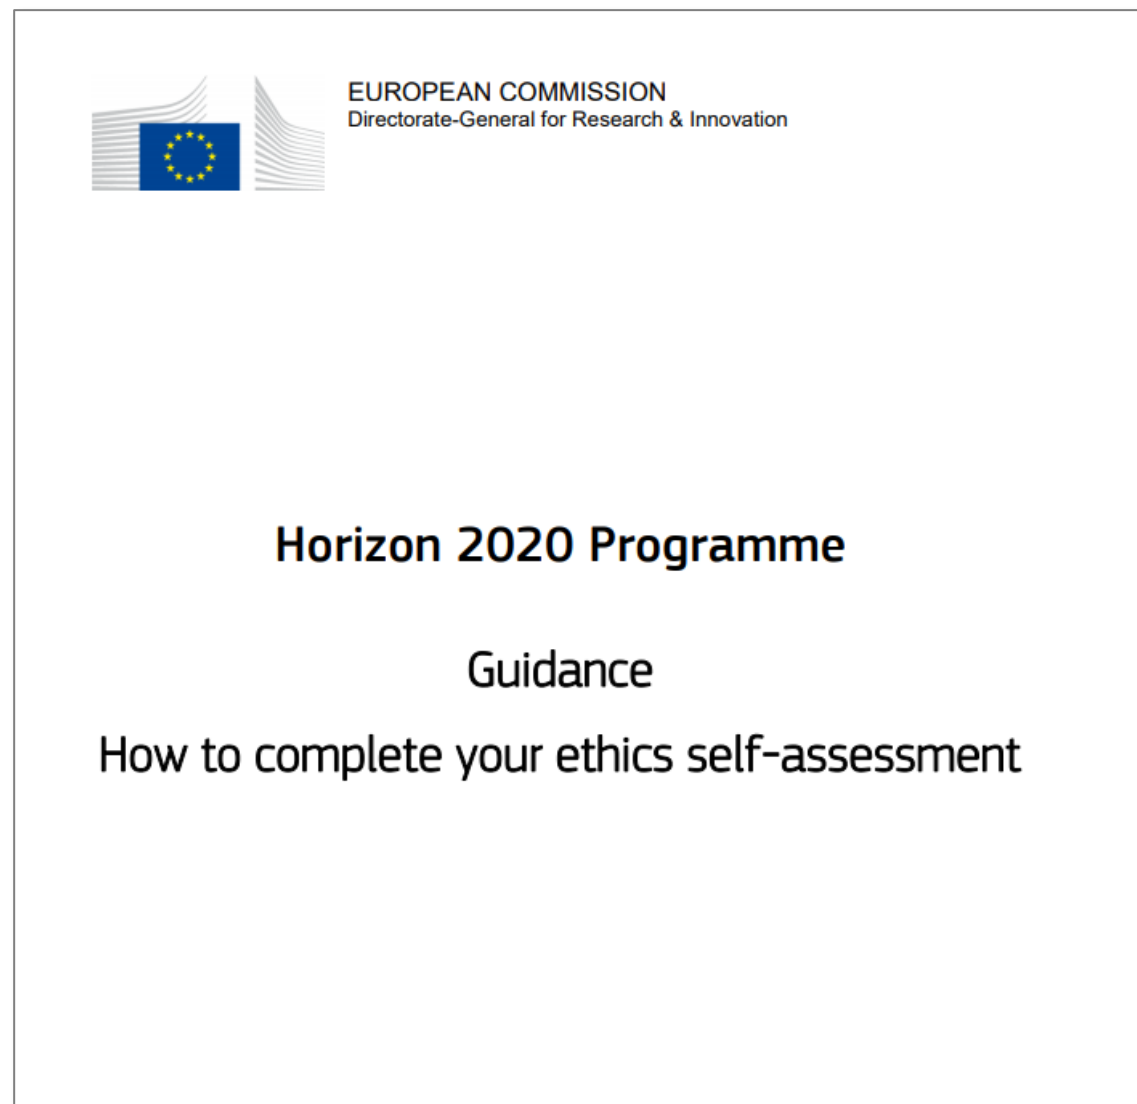 EUROPEAN COMMISSION
Directorate-General for Research & Innovation
Horizon 2020 Programme
Guidance
How to complete your ethics self-assessment